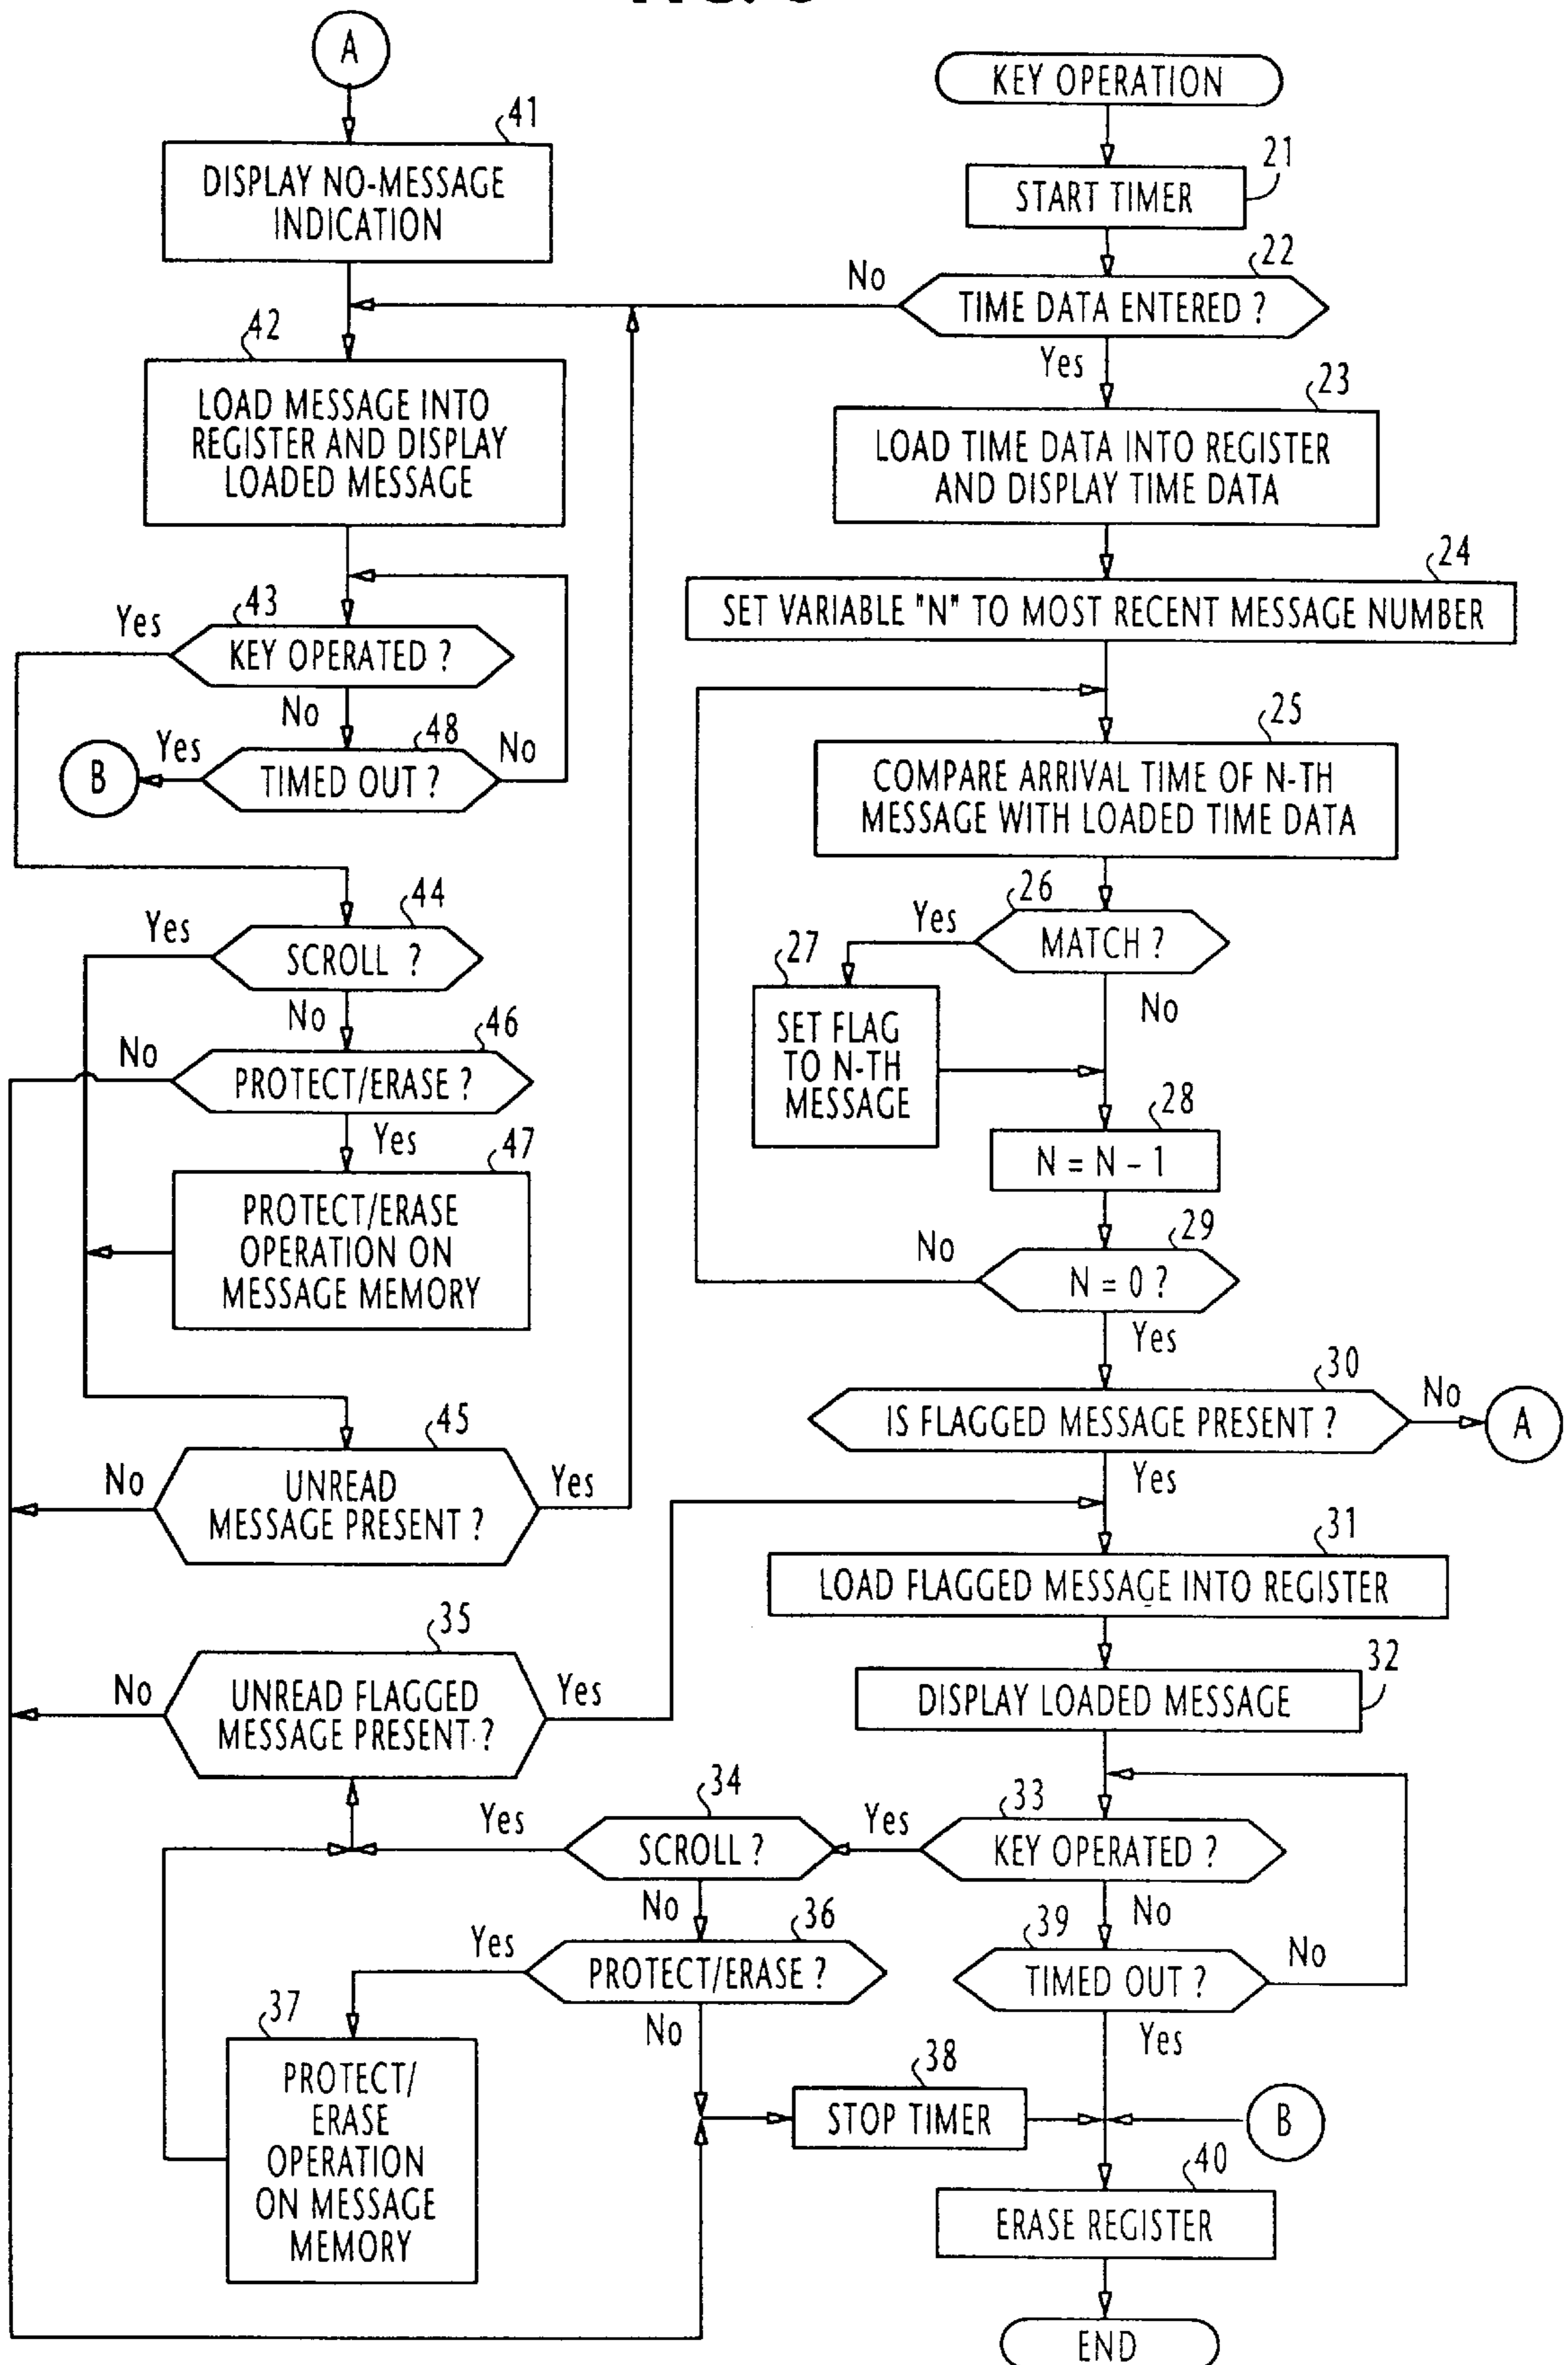 A
41
DISPLAY NO-MESSAGE
INDICATION
42
LOAD MESSAGE INTO
REGISTER AND DISPLAY
LOADED MESSAGE
43
Yes
KEY OPERATED ?
No
48
Yes
No
B
TIMED OUT ?
44
Yes
SCROLL ?
No
46
No
PROTECT/ERASE ?
Yes
47
PROTECT/ERASE
OPERATION ON
MESSAGE MEMORY
45
No
UNREAD
MESSAGE PRESENT ?
Yes
35
No
UNREAD FLAGGED
MESSAGE PRESENT ?
Yes
KEY OPERATION
21
START TIMER
22
No
TIME DATA ENTERED ?
Yes
23
LOAD TIME DATA INTO REGISTER
AND DISPLAY TIME DATA
24
SET VARIABLE "N" TO MOST RECENT MESSAGE NUMBER
25
COMPARE ARRIVAL TIME OF N-TH
MESSAGE WITH LOADED TIME DATA
26
Yes
MATCH ?
No
27
SET FLAG
TO N-TH
MESSAGE
28
N = N - 1
29
No
N = 0 ?
Yes
30
IS FLAGGED MESSAGE PRESENT ?
No
A
Yes
31
LOAD FLAGGED MESSAGE INTO REGISTER
32
DISPLAY LOADED MESSAGE
33
KEY OPERATED ?
Yes
No
34
Yes
SCROLL ?
No
36
Yes
PROTECT/ERASE ?
No
37
PROTECT/
ERASE
OPERATION
ON MESSAGE
MEMORY
39
TIMED OUT ?
No
Yes
38
STOP TIMER
B
40
ERASE REGISTER
END